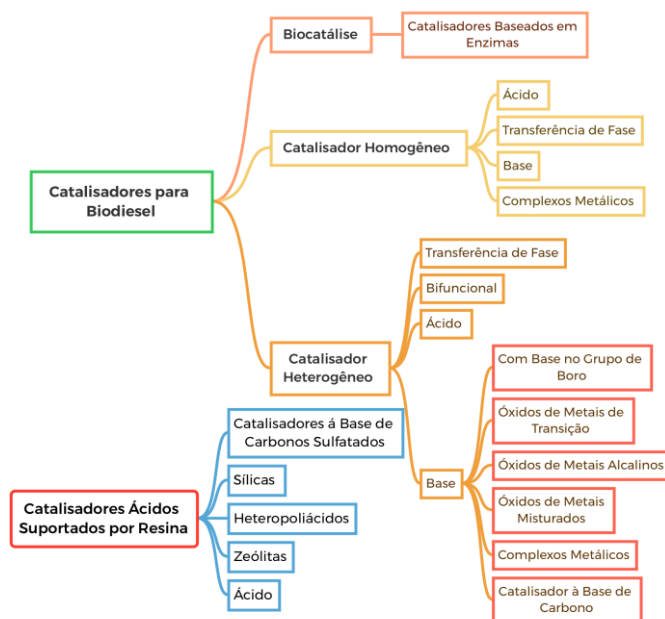 Catalisadores para
Biodiesel
Biocatálise
Catalisadores Baseados em
Enzimas
Catalisador Homogêneo
Ácido
Transferência de Fase
Base
Complexos Metálicos
Catalisador
Heterogêneo
Transferência de Fase
Bifuncional
Ácido
Base
Com Base no Grupo de
Boro
Óxidos de Metais de
Transição
Óxidos de Metais Alcalinos
Óxidos de Metais
Misturados
Complexos Metálicos
Catalisador à Base de
Carbono
Catalisadores Ácidos
Suportados por Resina
Catalisadores á Base de
Carbonos Sulfatados
Sílicas
Heteropoliácidos
Zeólitas
Ácido